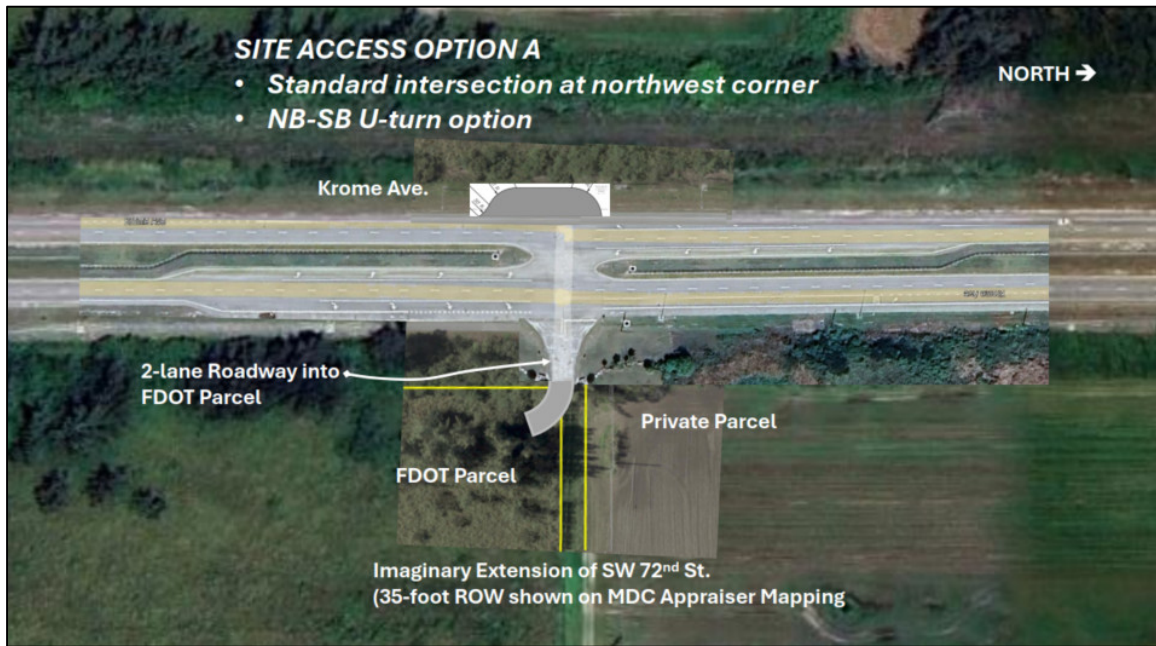 SITE ACCESS OPTION A
• Standard intersection at northwest corner
• NB-SB U-turn option
NORTH ➔
Krome Ave.
2-lane Roadway into
FDOT Parcel
Private Parcel
FDOT Parcel
Imaginary Extension of SW 72nd St.
(35-foot ROW shown on MDC Appraiser Mapping